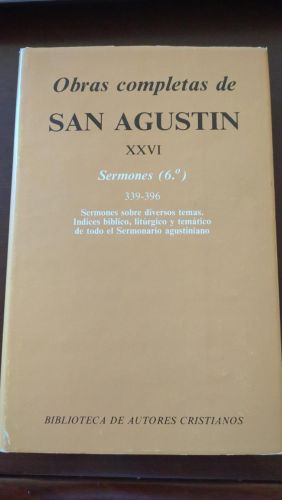 Obras completas de
SAN AGUSTIN
XXVI
Sermones (6.º)
339-396
Sermones sobre diversos temas.
Indices bíblico, litúrgico y temático
de todo el Sermonario agustiniano
BIBLIOTECA DE AUTORES CRISTIANOS